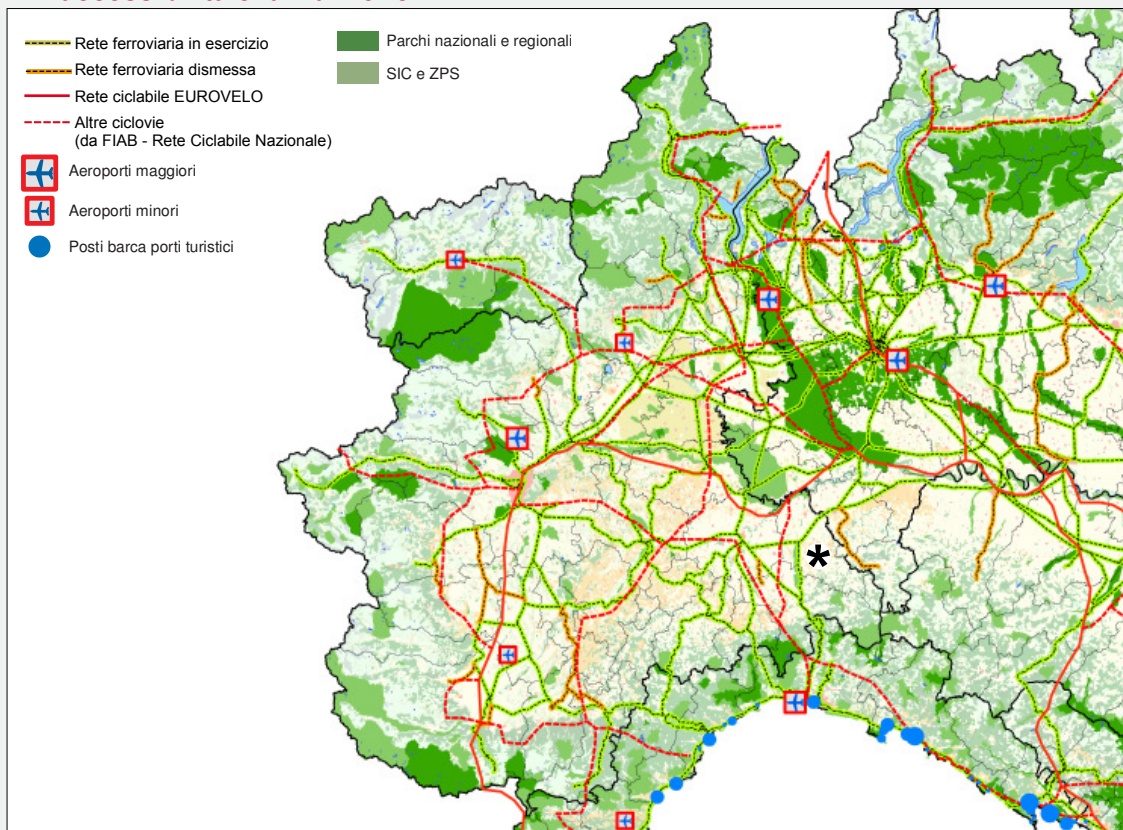 Rete ferroviaria in esercizio
Rete ferroviaria dismessa
Rete ciclabile EUROVELO
Altre ciclovie
(da FIAB - Rete Ciclabile Nazionale)
Aeroporti maggiori
Aeroporti minori
Posti barca porti turistici
Parchi nazionali e regionali
SIC e ZPS
*